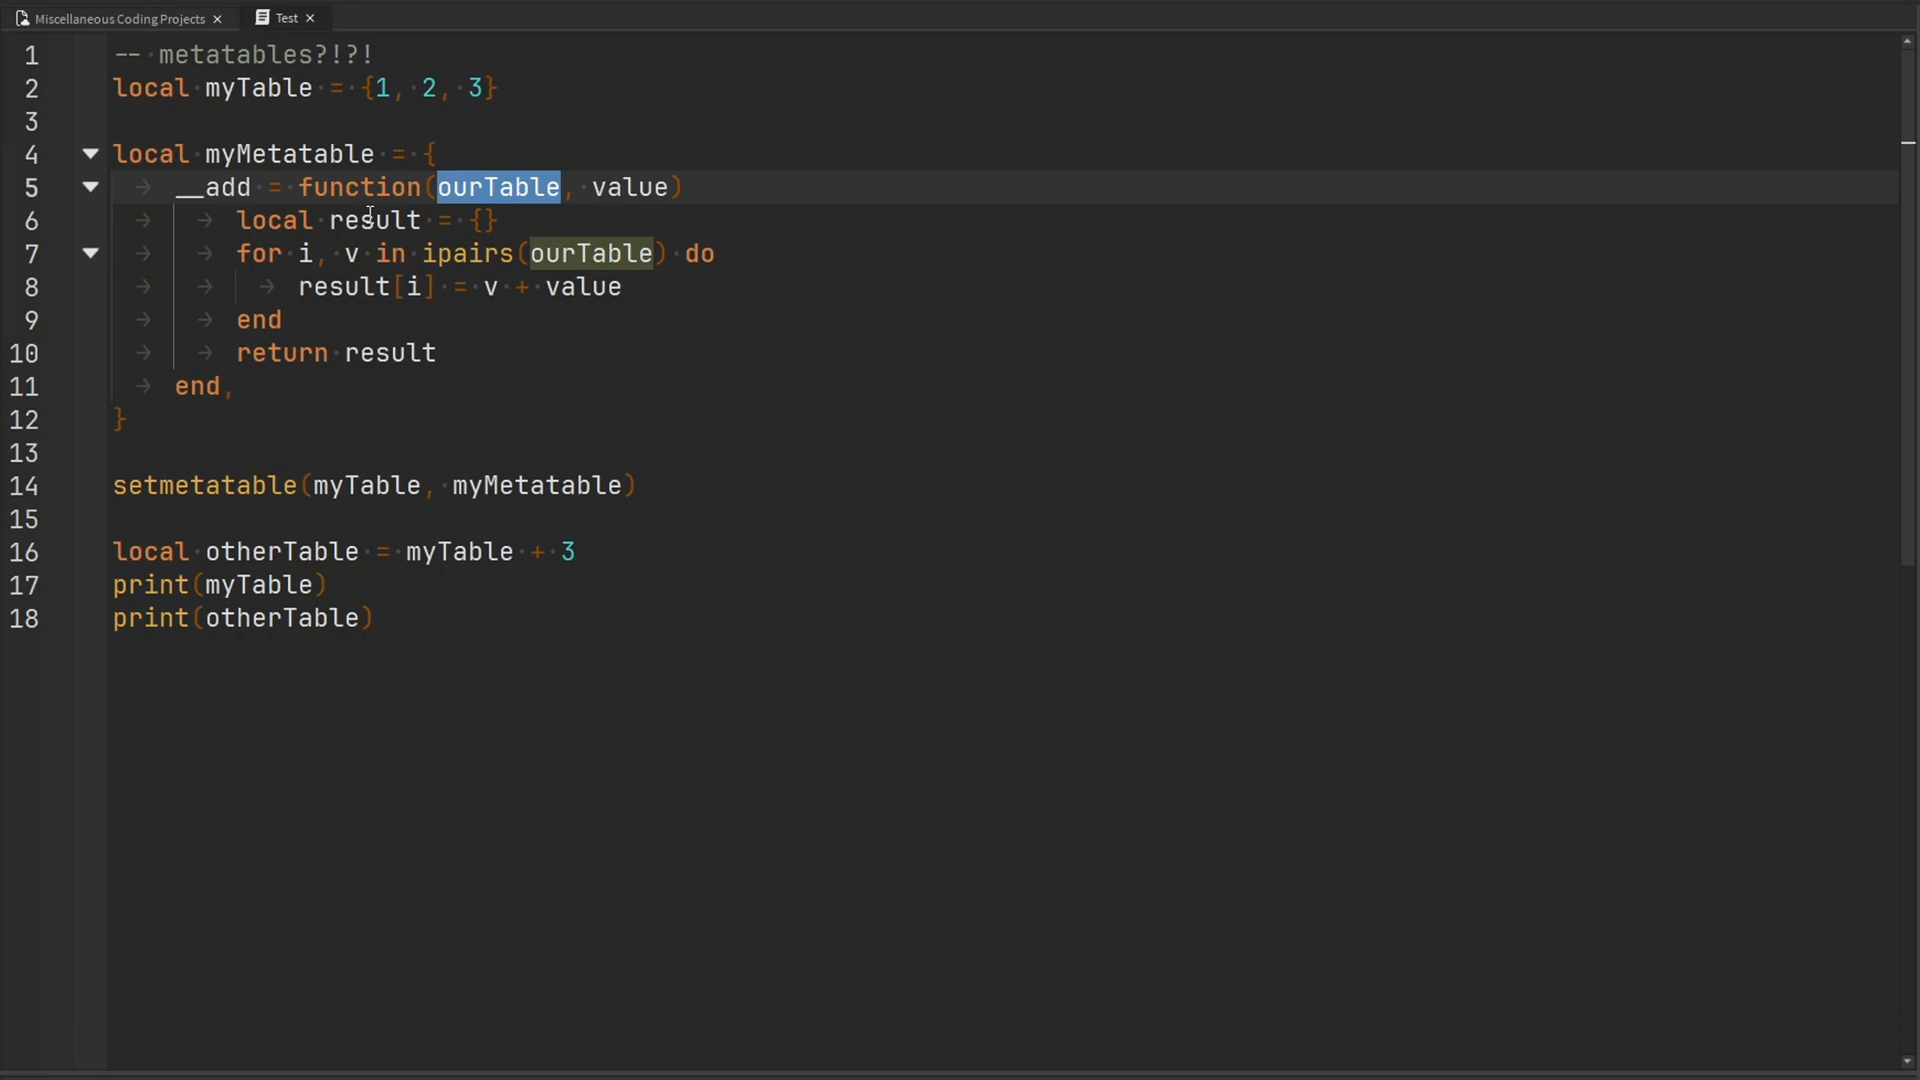 Miscellaneous Coding Projects × Test ×
1 -- metatables?!?!
2 local myTable = {1, 2, 3}
3
4 local myMetatable = {
5 __add = function(ourTable, value)
6 local result = {}
7 for i, v in ipairs(ourTable) do
8 result[i] = v + value
9 end
10 return result
11 end,
12 }
13
14 setmetatable(myTable, myMetatable)
15
16 local otherTable = myTable + 3
17 print(myTable)
18 print(otherTable)